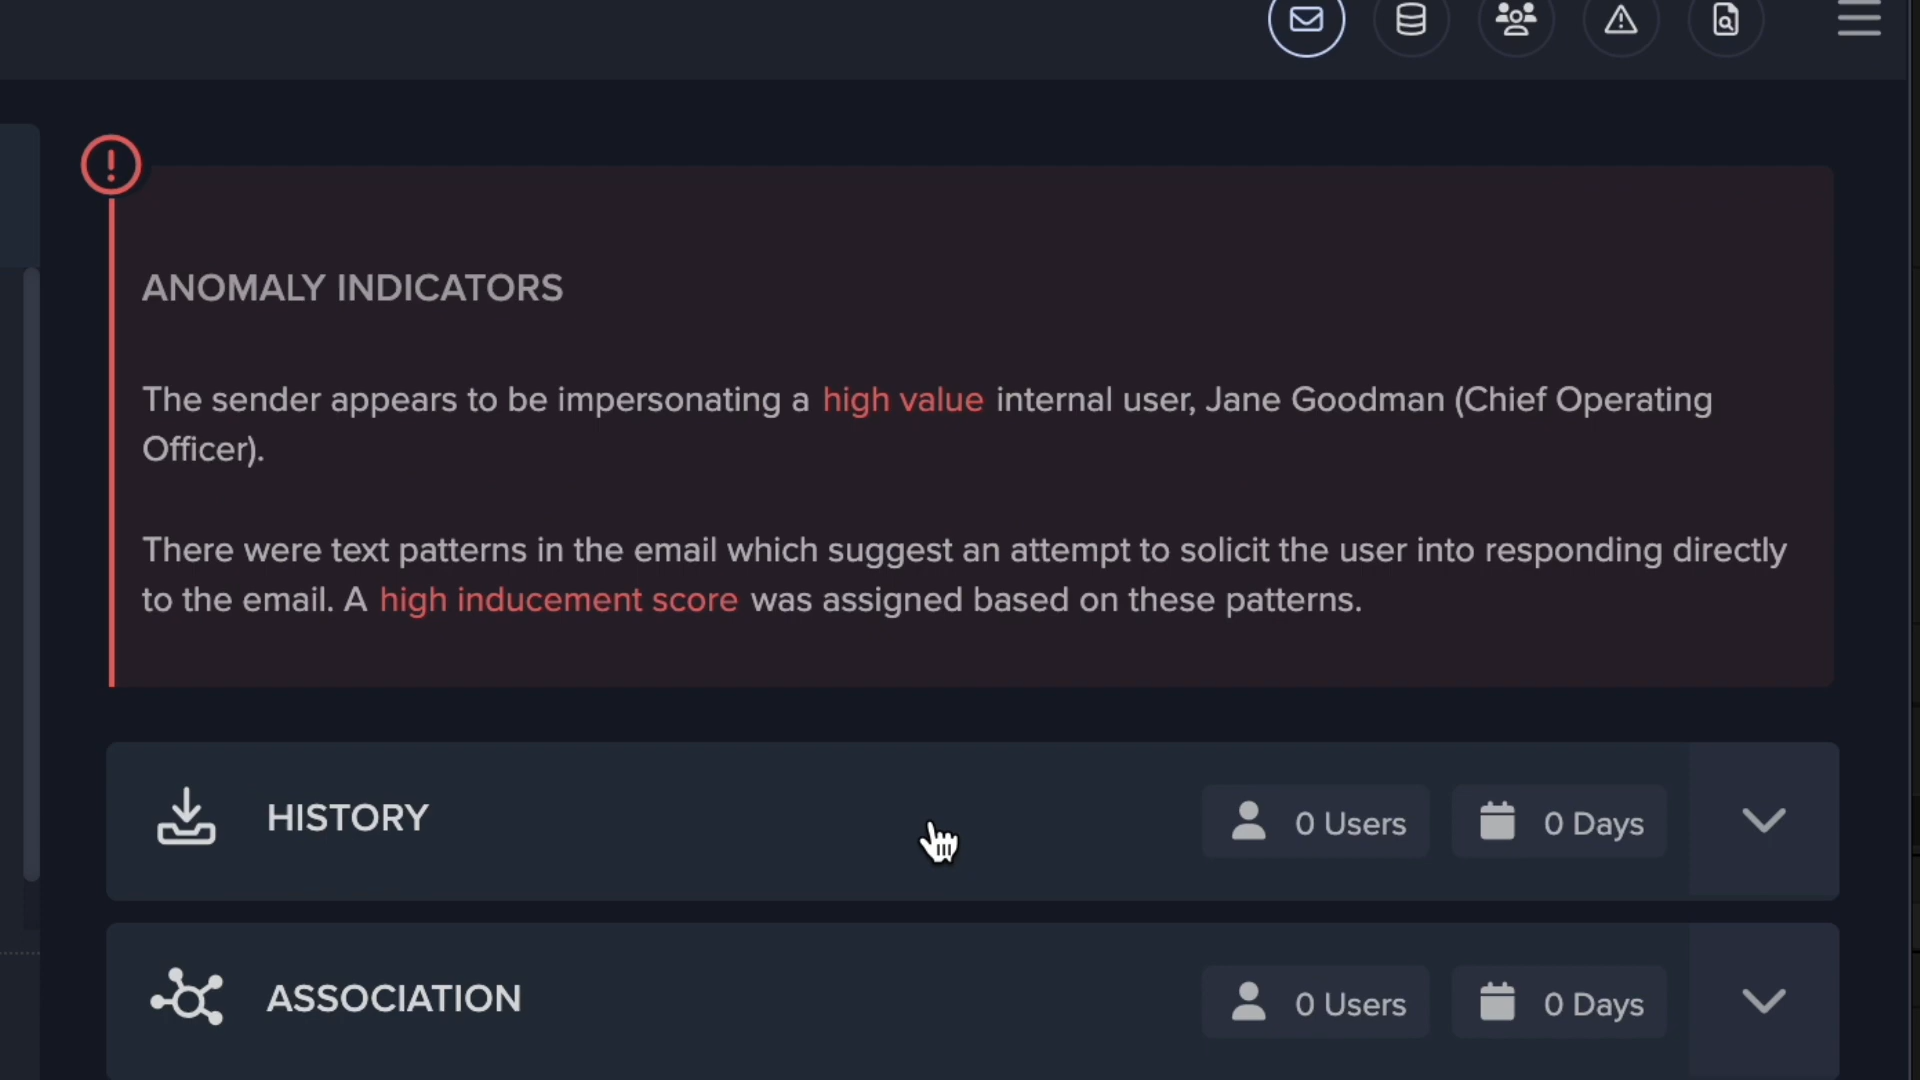 ANOMALY INDICATORS
The sender appears to be impersonating a high value internal user, Jane Goodman (Chief Operating
Officer).
There were text patterns in the email which suggest an attempt to solicit the user into responding directly
to the email. A high inducement score was assigned based on these patterns.
HISTORY 0 Users 0 Days
ASSOCIATION 0 Users 0 Days